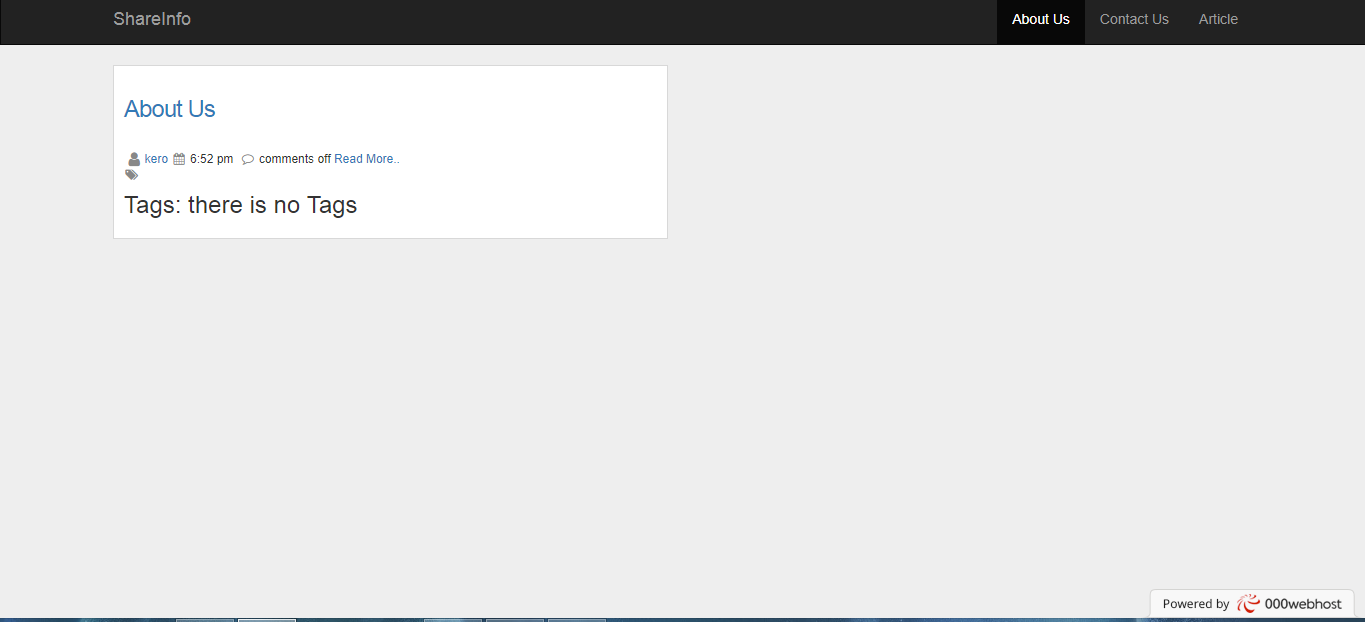 ShareInfo
About Us
Contact Us
Article
About Us
kero 6:52 pm comments off Read More..
Tags: there is no Tags
Powered by 000webhost